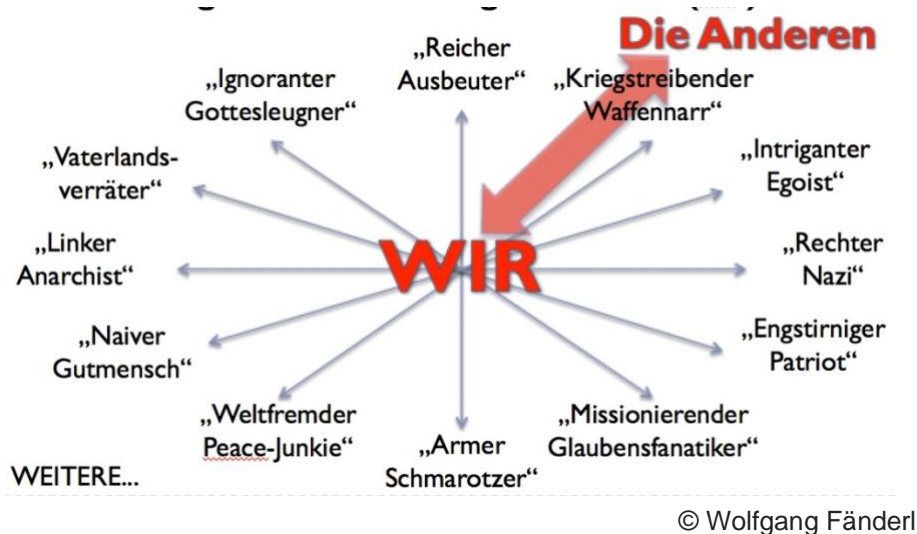 Die Anderen
„Reicher
Ausbeuter“
„Ignoranter
Gottesleugner“
„Kriegstreibender
Waffennarr“
„Vaterlands-
verräter“
„Intriganter
Egoist“
„Linker
Anarchist“
WIR
„Rechter
Nazi“
„Naiver
Gutmensch“
„Engstirniger
Patriot“
„Weltfremder
Peace-Junkie“
„Armer
Schmarotzer“
„Missionierender
Glaubensfanatiker“
WEITERE...
© Wolfgang Fänderl